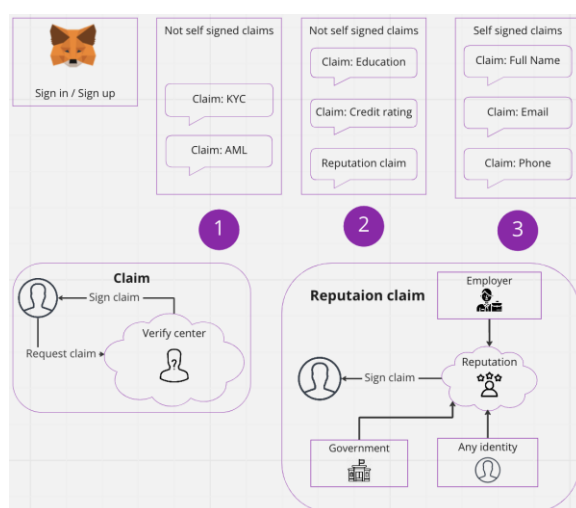 Sign in / Sign up
Not self signed claims
Claim: KYC
Claim: AML
Not self signed claims
Claim: Education
Claim: Credit rating
Reputation claim
Self signed claims
Claim: Full Name
Claim: Email
Claim: Phone
1
2
3
Claim
Sign claim
Verify center
?
Request claim
Reputaion claim
Employer
Reputation
Sign claim
Government
Any identity